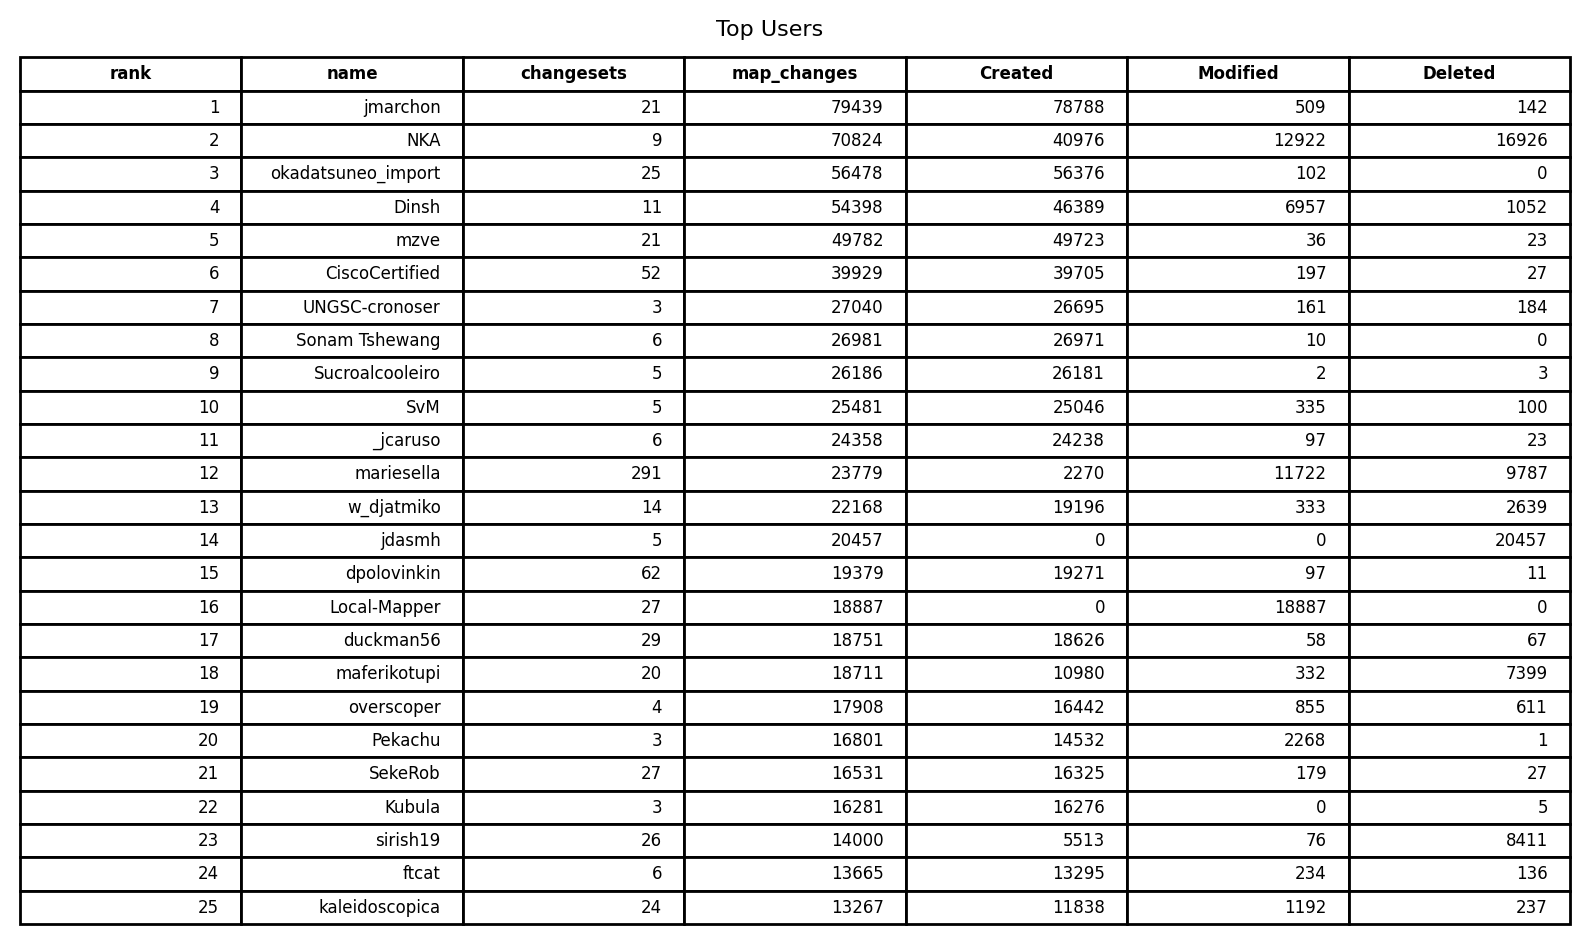 Top Users
rank name changesets map_changes Created Modified Deleted
1 jmarchon 21 79439 78788 509 142
2 NKA 9 70824 40976 12922 16926
3 okadatsuneo_import 25 56478 56376 102 0
4 Dinsh 11 54398 46389 6957 1052
5 mzve 21 49782 49723 36 23
6 CiscoCertified 52 39929 39705 197 27
7 UNGSC-cronoser 3 27040 26695 161 184
8 Sonam Tshewang 6 26981 26971 10 0
9 Sucroalcooleiro 5 26186 26181 2 3
10 SvM 5 25481 25046 335 100
11 _jcaruso 6 24358 24238 97 23
12 mariesella 291 23779 2270 11722 9787
13 w_djatmiko 14 22168 19196 333 2639
14 jdasmh 5 20457 0 0 20457
15 dpolovinkin 62 19379 19271 97 11
16 Local-Mapper 27 18887 0 18887 0
17 duckman56 29 18751 18626 58 67
18 maferikotupi 20 18711 10980 332 7399
19 overscoper 4 17908 16442 855 611
20 Pekachu 3 16801 14532 2268 1
21 SekeRob 27 16531 16325 179 27
22 Kubula 3 16281 16276 0 5
23 sirish19 26 14000 5513 76 8411
24 ftcat 6 13665 13295 234 136
25 kaleidoscopica 24 13267 11838 1192 237